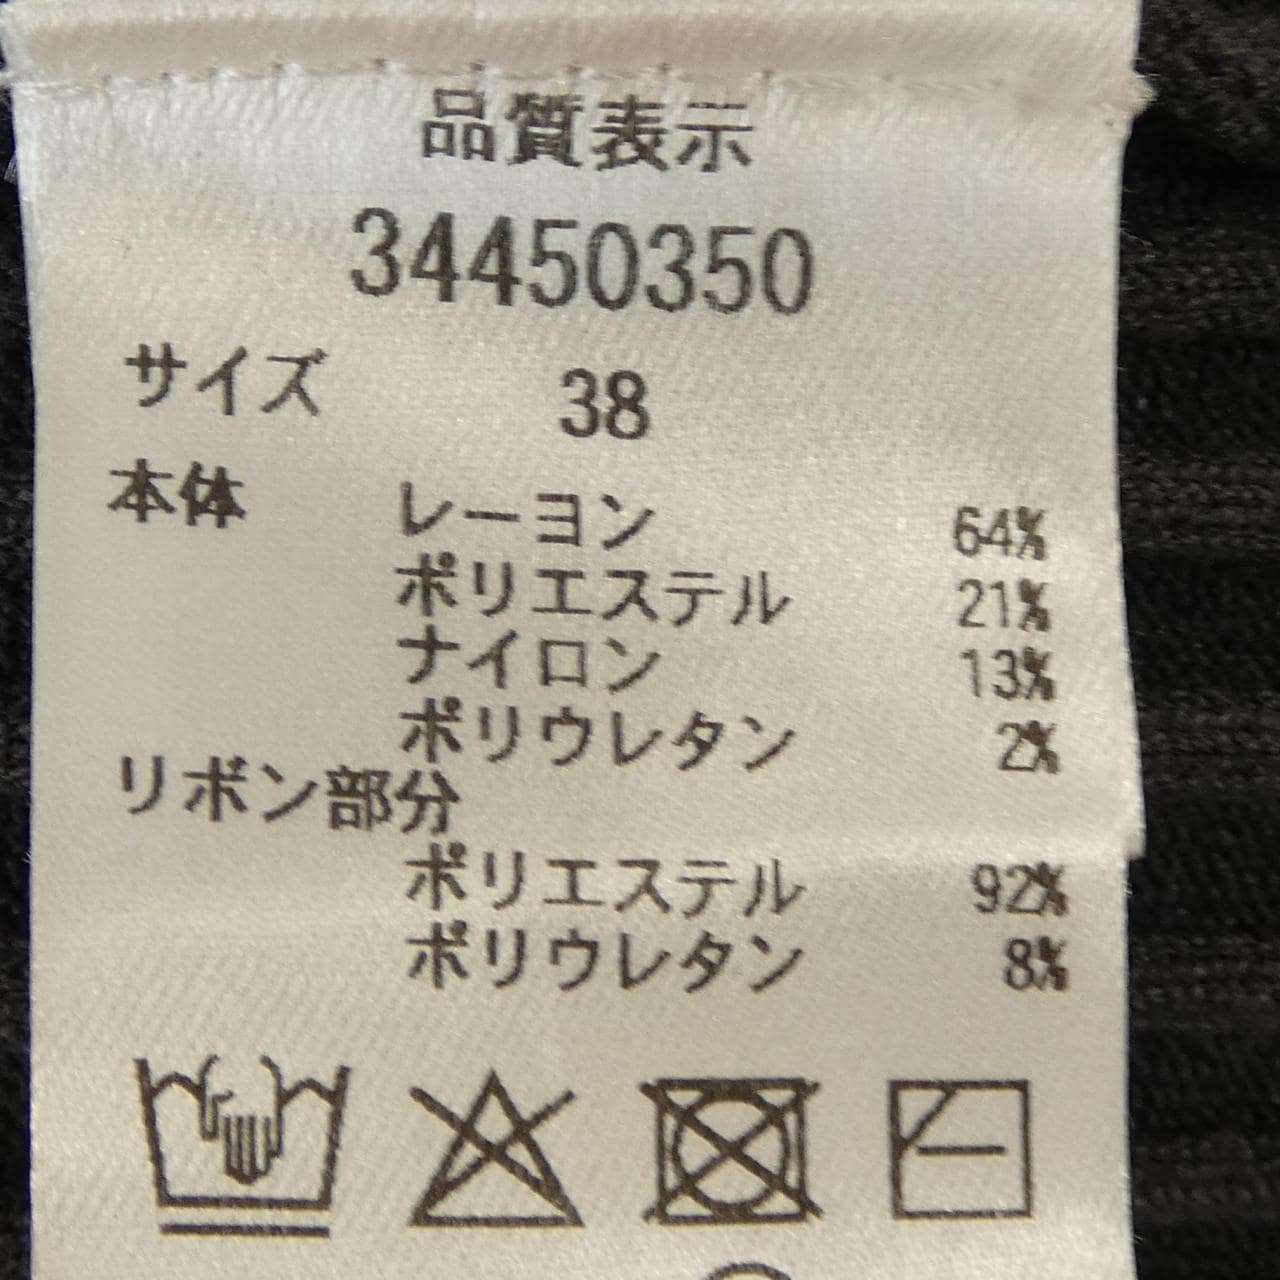 品質表示
34450350
サイズ 38
本体 レーヨン 64%
ポリエステル 21%
ナイロン 13%
ポリウレタン 2%
リボン部分
ポリエステル 92%
ポリウレタン 8%